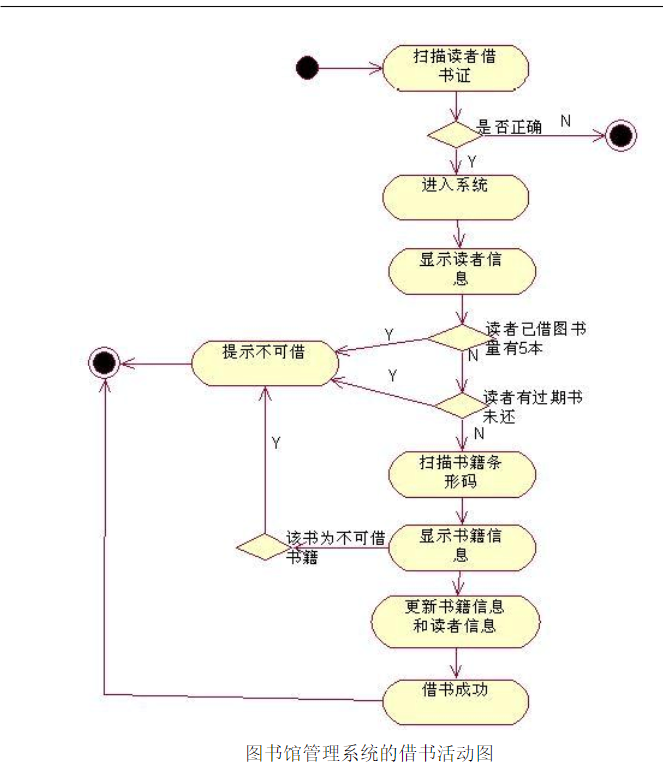 扫描读者借
书证
是否正确
N
Y
进入系统
显示读者信
息
读者已借图书
量有5本
Y
N
提示不可借
读者有过期书
未还
Y
N
扫描书籍条
形码
Y
该书为不可借
书籍
显示书籍信
息
更新书籍信息
和读者信息
借书成功
图书馆管理系统的借书活动图